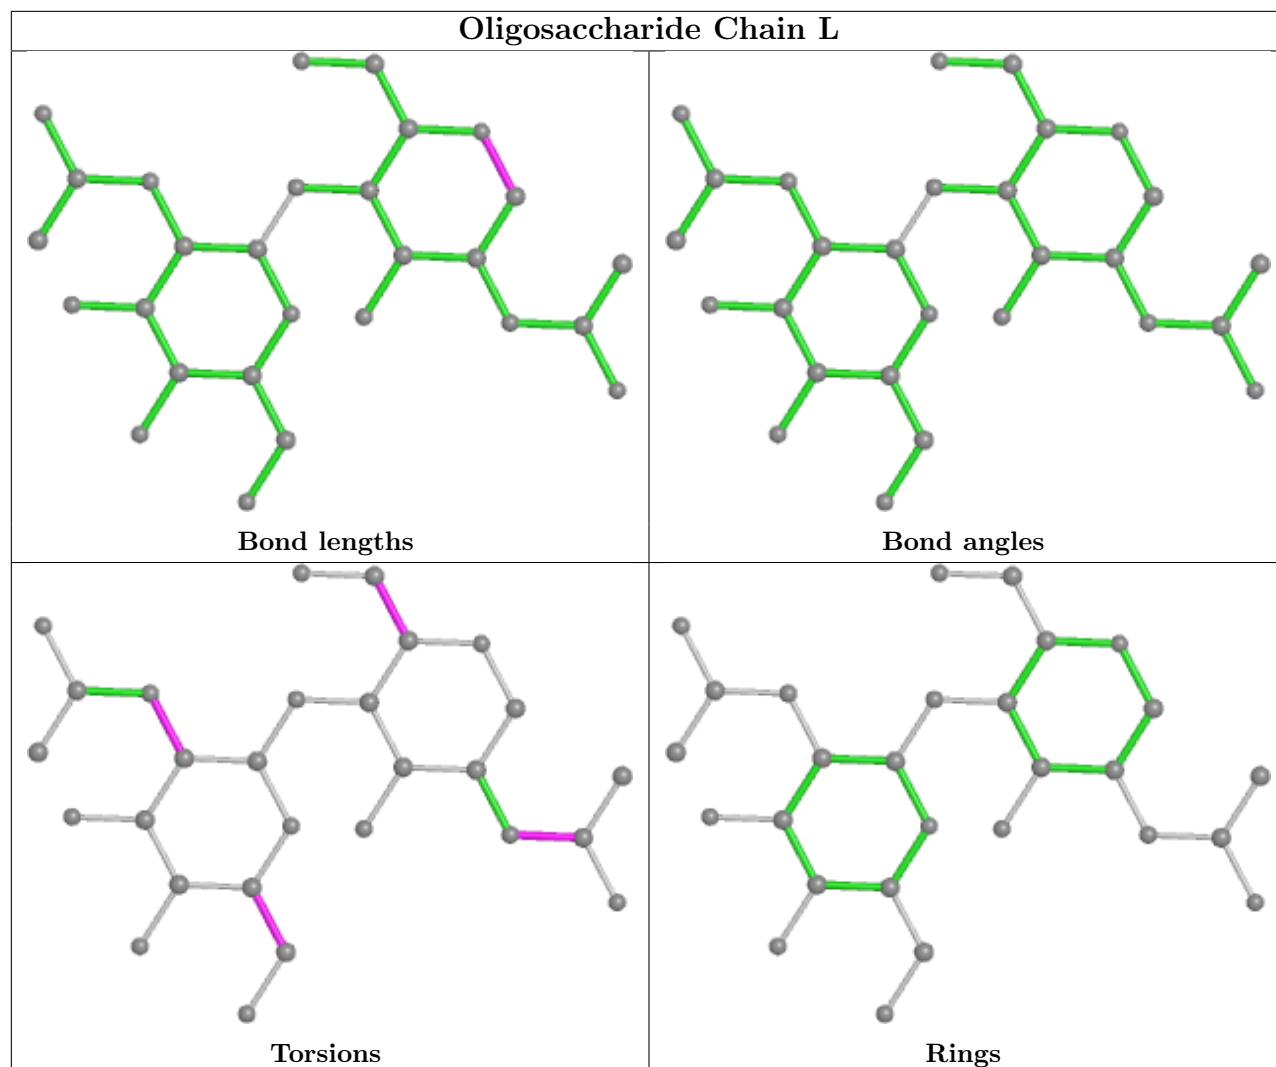 Oligosaccharide Chain L
Bond lengths
Bond angles
Torsions
Rings